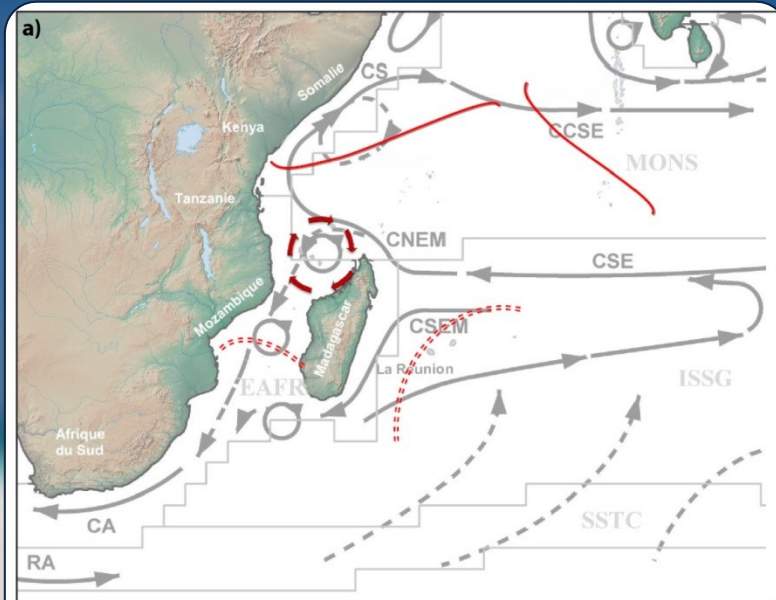 a)
CS
Somalie
Kenya
CCSE
MONS
Tanzanie
CNEM
CSE
Mozambique
Madagascar
CSEM
La Réunion
EAFR
ISSG
Afrique
du Sud
SSTC
CA
RA